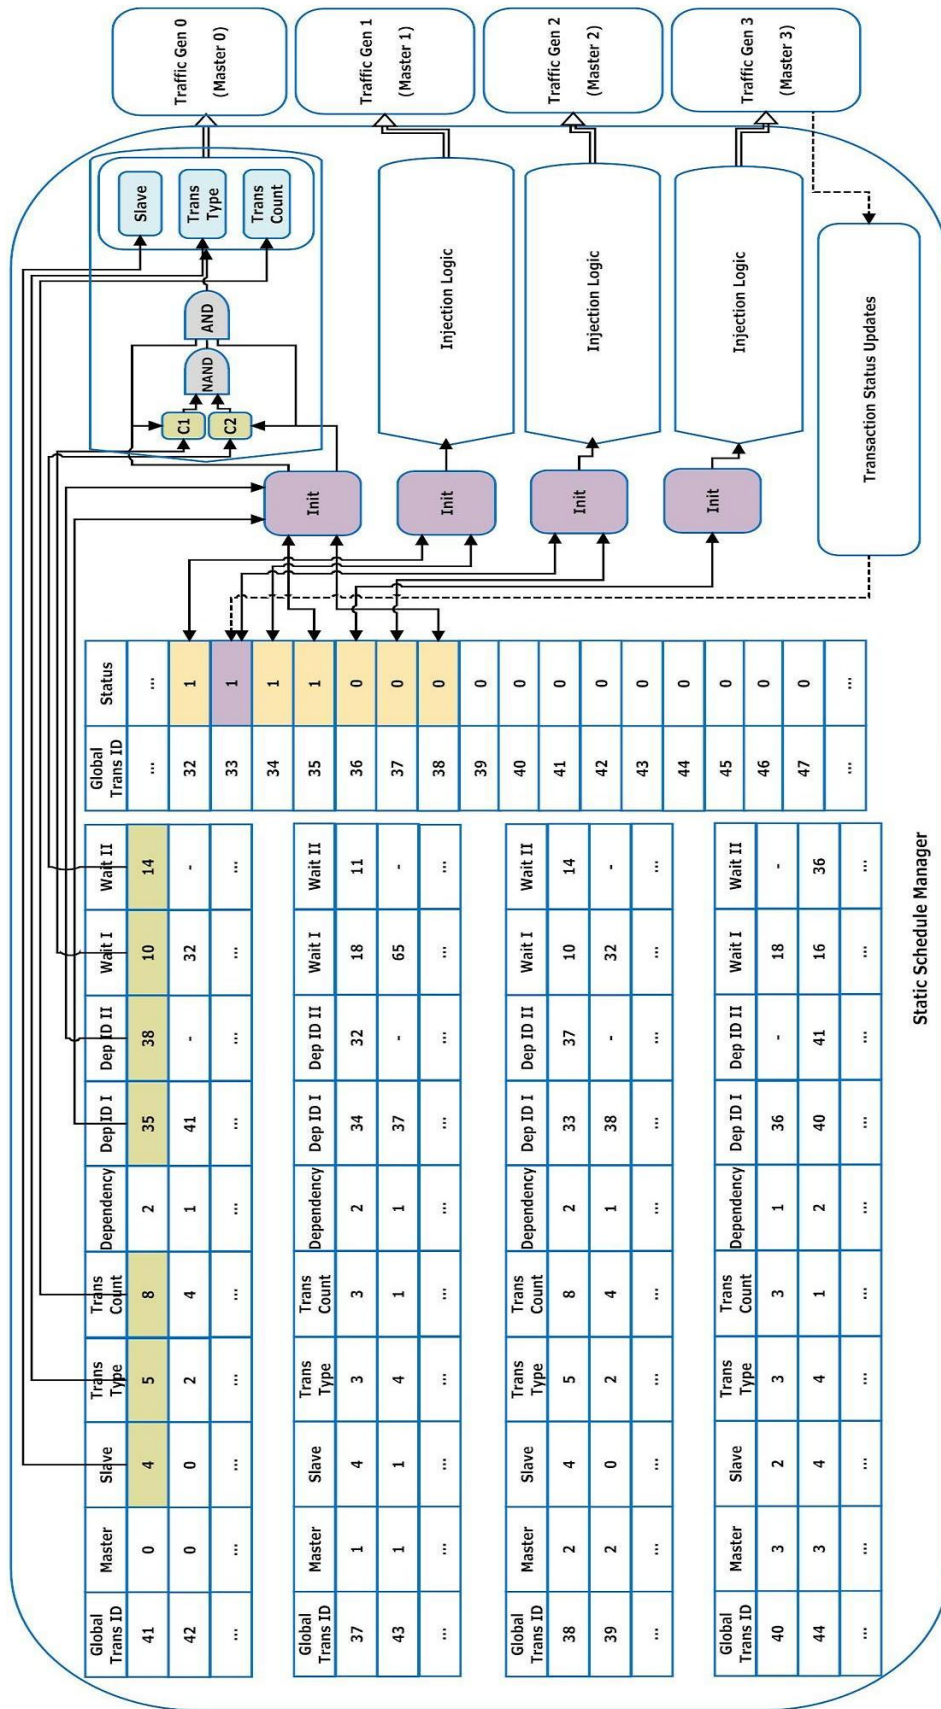 Global Trans ID Master Slave Trans Type Trans Count Dependency Dep ID I Dep ID II Wait I Wait II
41 0 4 5 8 2 35 38 10 14
42 0 0 2 4 1 41 - 32 -
... ... ... ... ... ... ... ... ... ...
Global Trans ID Master Slave Trans Type Trans Count Dependency Dep ID I Dep ID II Wait I Wait II
37 1 4 3 3 2 34 32 18 11
43 1 1 4 1 1 37 - 65 -
... ... ... ... ... ... ... ... ... ...
Global Trans ID Master Slave Trans Type Trans Count Dependency Dep ID I Dep ID II Wait I Wait II
38 2 4 5 8 2 33 37 10 14
39 2 0 2 4 1 38 - 32 -
... ... ... ... ... ... ... ... ... ...
Global Trans ID Master Slave Trans Type Trans Count Dependency Dep ID I Dep ID II Wait I Wait II
40 3 2 3 3 1 36 - 18 -
44 3 4 4 1 2 40 41 16 36
... ... ... ... ... ... ... ... ... ...
Global Trans ID Status
... ...
32 1
33 1
34 1
35 1
36 0
37 0
38 0
39 0
40 0
41 0
42 0
43 0
44 0
45 0
46 0
47 0
... ...
Init
Init
Init
Init
C1
C2
NAND
AND
Slave
Trans
Type
Trans
Count
Injection Logic
Injection Logic
Injection Logic
Transaction Status Updates
Traffic Gen 0
(Master 0)
Traffic Gen 1
(Master 1)
Traffic Gen 2
(Master 2)
Traffic Gen 3
(Master 3)
Static Schedule Manager